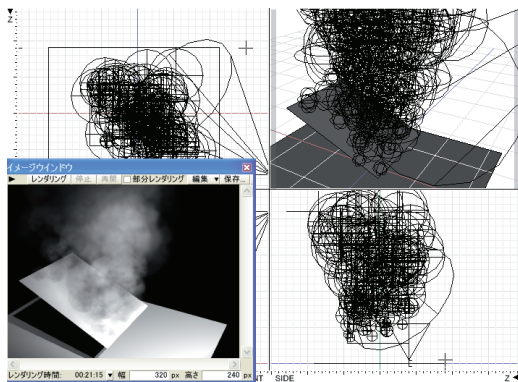 Z
イメージウインドウ
レンダリング 停止 再開 部分レンダリング 編集 保存...
レンダリング時間: 00:21:15 幅 320 px 高さ 240 px
NT SIDE Z